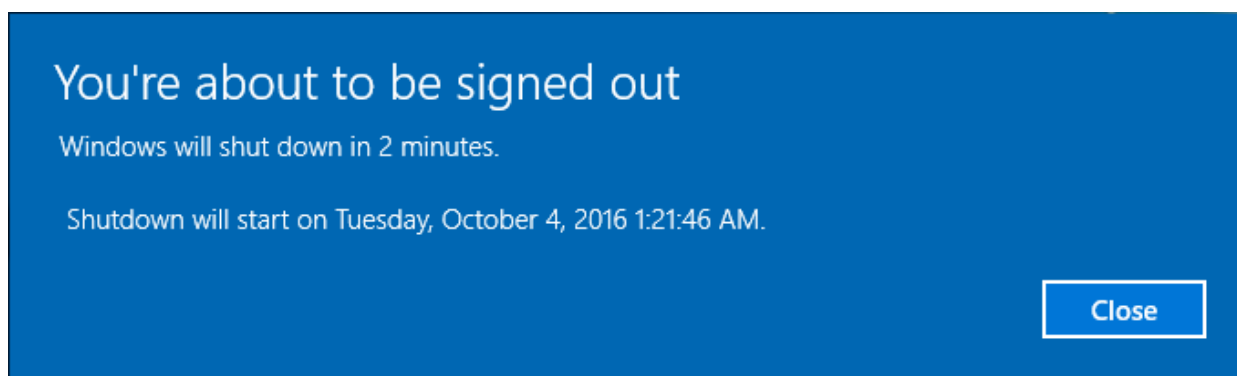 You're about to be signed out
Windows will shut down in 2 minutes.
Shutdown will start on Tuesday, October 4, 2016 1:21:46 AM.
Close